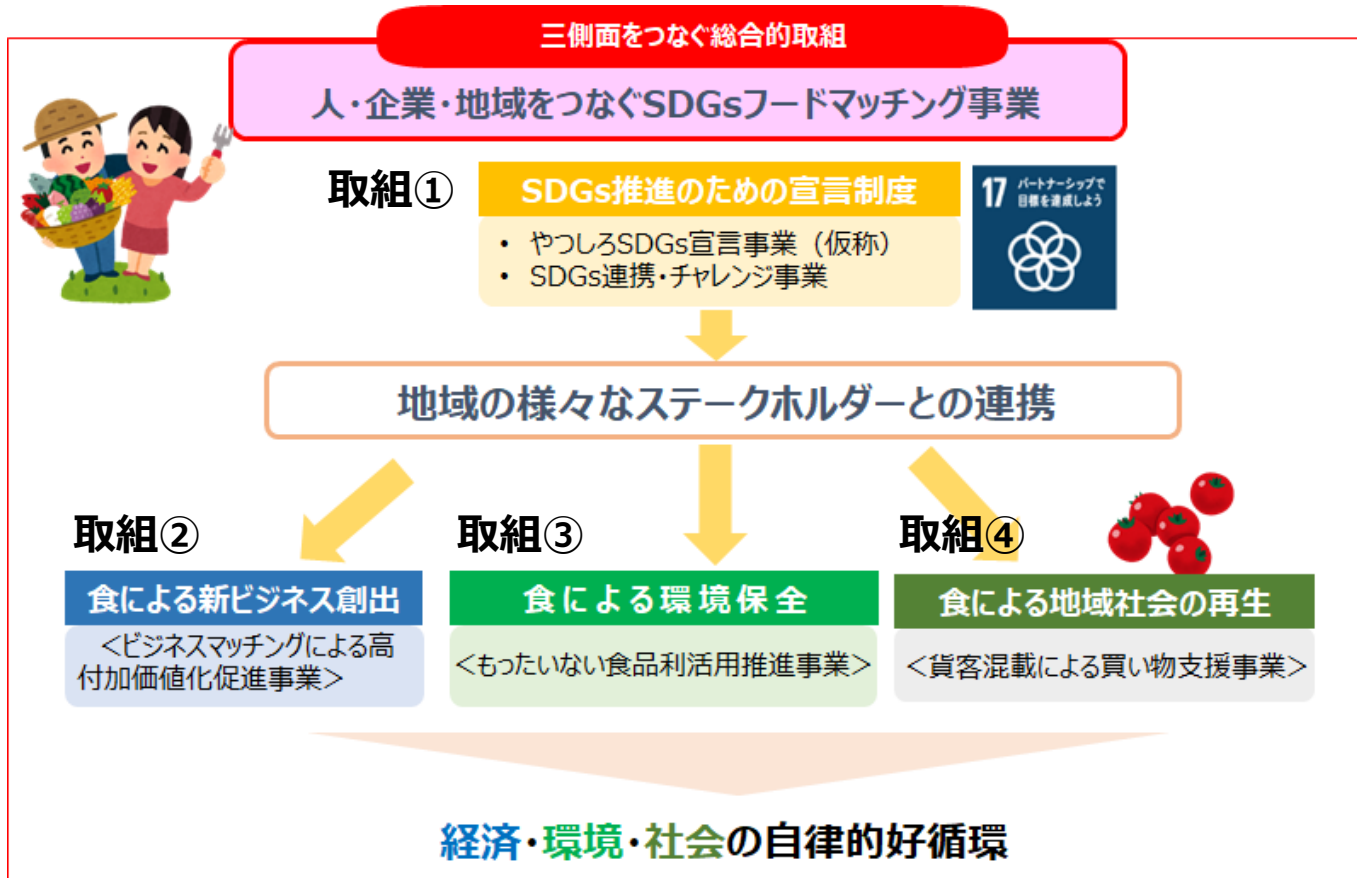 三側面をつなぐ総合的取組
人・企業・地域をつなぐSDGsフードマッチング事業
取組①
SDGs推進のための宣言制度
• やつしろSDGs宣言事業（仮称）
• SDGs連携・チャレンジ事業
17 パートナーシップで
目標を達成しよう
地域の様々なステークホルダーとの連携
取組②
食による新ビジネス創出
＜ビジネスマッチングによる高
付加価値化促進事業＞
取組③
食による環境保全
＜もったいない食品利活用推進事業＞
取組④
食による地域社会の再生
＜貨客混載による買い物支援事業＞
経済・環境・社会の自律的好循環